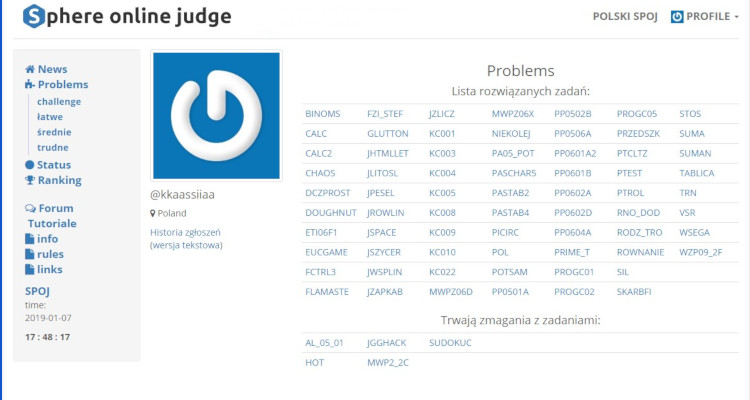 Sphere online judge
POLSKI SPOJ PROFILE
News
Problems
challenge
łatwe
średnie
trudne
Status
Ranking
Forum
Tutoriale
info
rules
links
SPOJ
time:
2019-01-07
17 : 48 : 17
@kkaassiiaa
Poland
Historia zgłoszeń
(wersja tekstowa)
Problems
Lista rozwiązanych zadań:
BINOMS FZI_STEF JZLICZ MWPZ06X PP0502B PROGC05 STOS
CALC GLUTTON KC001 NIEKOLEJ PP0506A PRZEDSZK SUMA
CALC2 JHTMLLET KC003 PA05_POT PP0601A2 PTCLTZ SUMAN
CHAOS JLITOSL KC004 PASCHAR5 PP0601B PTEST TABLICA
DCZPROST JPESEL KC005 PASTAB2 PP0602A PTROL TRN
DOUGHNUT JROWLIN KC008 PASTAB4 PP0602D RNO_DOD VSR
ETI06F1 JSPACE KC009 PICIRC PP0604A RODZ_TRO WSEGA
EUCGAME JSZYCER KC010 POL PRIME_T ROWNANIE WZP09_2F
FCTRL3 JWSPLIN KC022 POTSAM PROGC01 SIL
FLAMASTE JZAPKAB MWPZ06D PP0501A PROGC02 SKARBFI
Trwają zmagania z zadaniami:
AL_05_01 JGGHACK SUDOKUC
HOT MWP2_2C